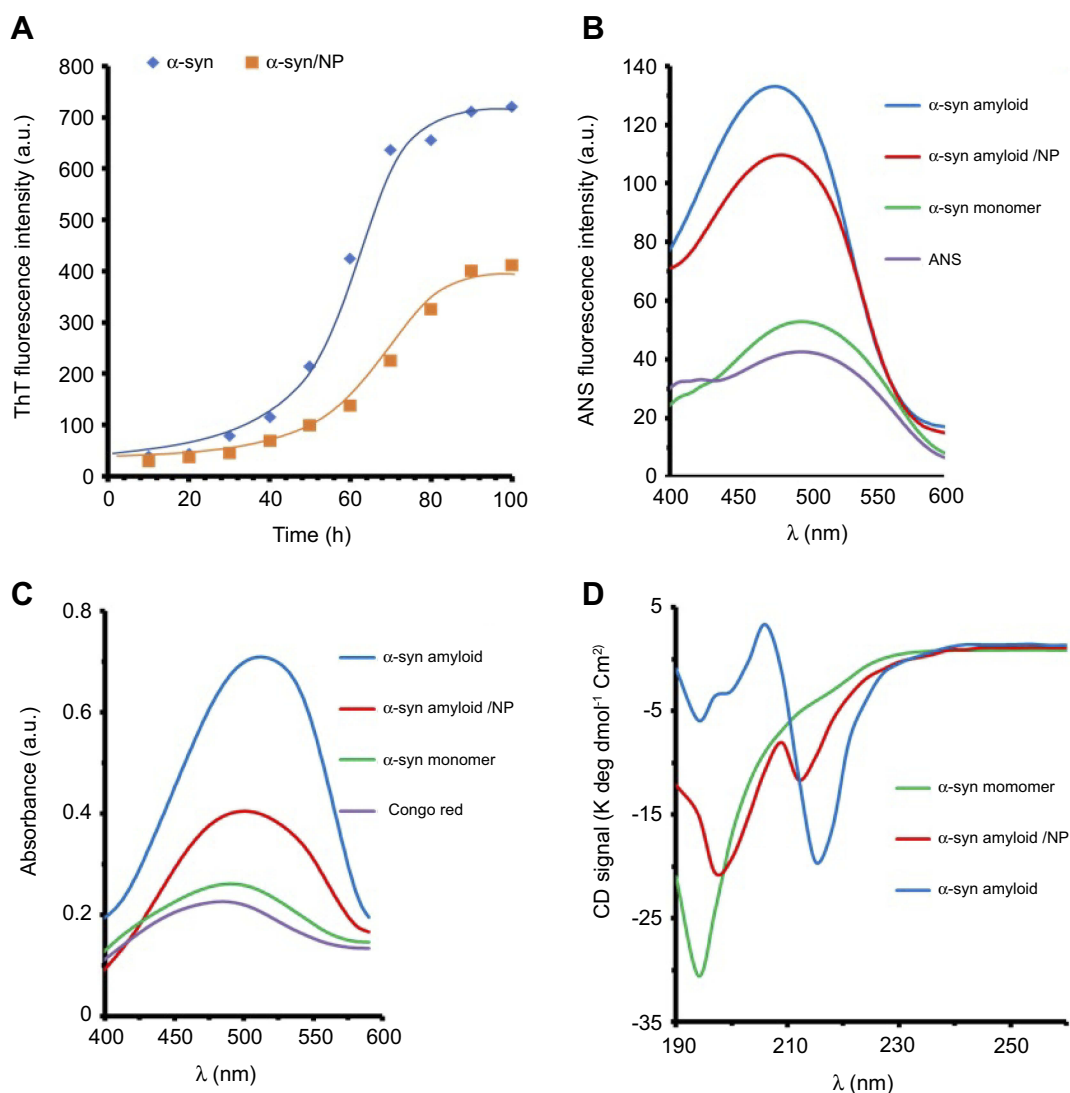 A
α-syn
α-syn/NP
ThT fluorescence intensity (a.u.)
800
700
600
500
400
300
200
100
0
0
20
40
60
80
100
Time (h)
B
ANS fluorescence intensity (a.u.)
140
120
100
80
60
40
20
0
400
450
500
550
600
λ (nm)
α-syn amyloid
α-syn amyloid /NP
α-syn monomer
ANS
C
Absorbance (a.u.)
0.8
0.6
0.4
0.2
0
400
450
500
550
600
λ (nm)
α-syn amyloid
α-syn amyloid /NP
α-syn monomer
Congo red
D
CD signal (K deg dmol⁻¹ Cm²)
5
-5
-15
-25
-35
190
210
230
250
λ (nm)
α-syn momomer
α-syn amyloid /NP
α-syn amyloid